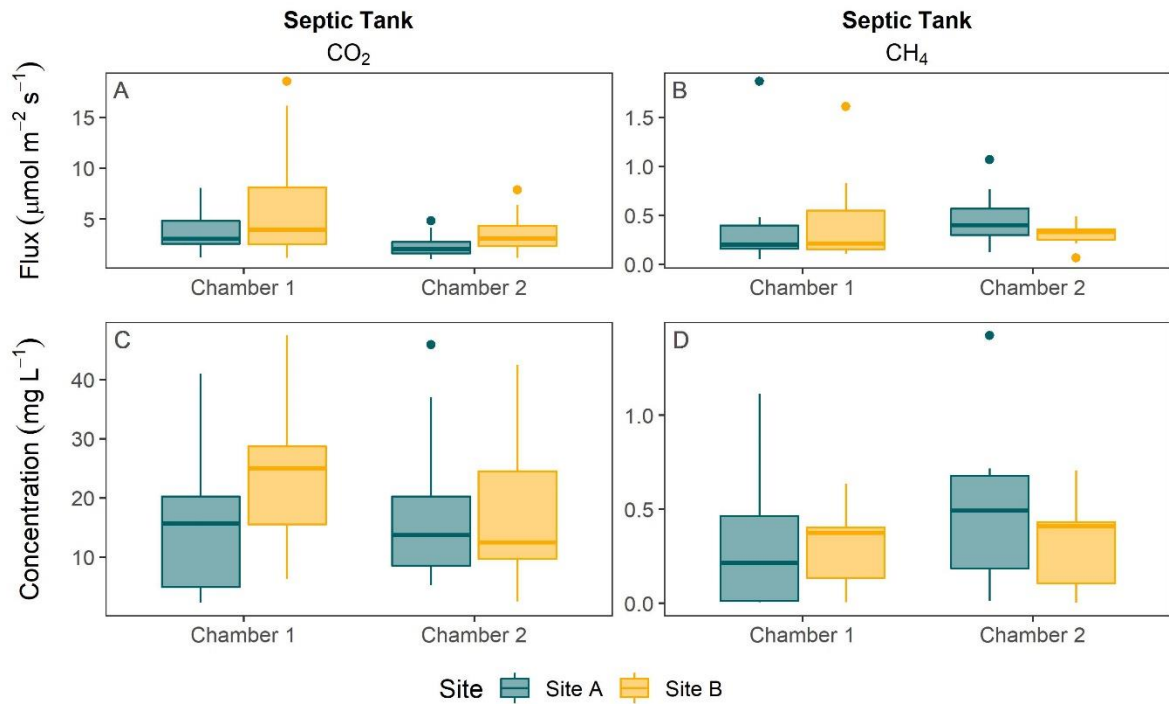 Septic Tank
CO₂
Septic Tank
CH₄
Flux (μmol m⁻² s⁻¹)
A
15
10
5
Chamber 1
Chamber 2
B
1.5
1.0
0.5
0.0
Chamber 1
Chamber 2
Concentration (mg L⁻¹)
C
40
30
20
10
Chamber 1
Chamber 2
D
1.0
0.5
0.0
Chamber 1
Chamber 2
Site
Site A
Site B